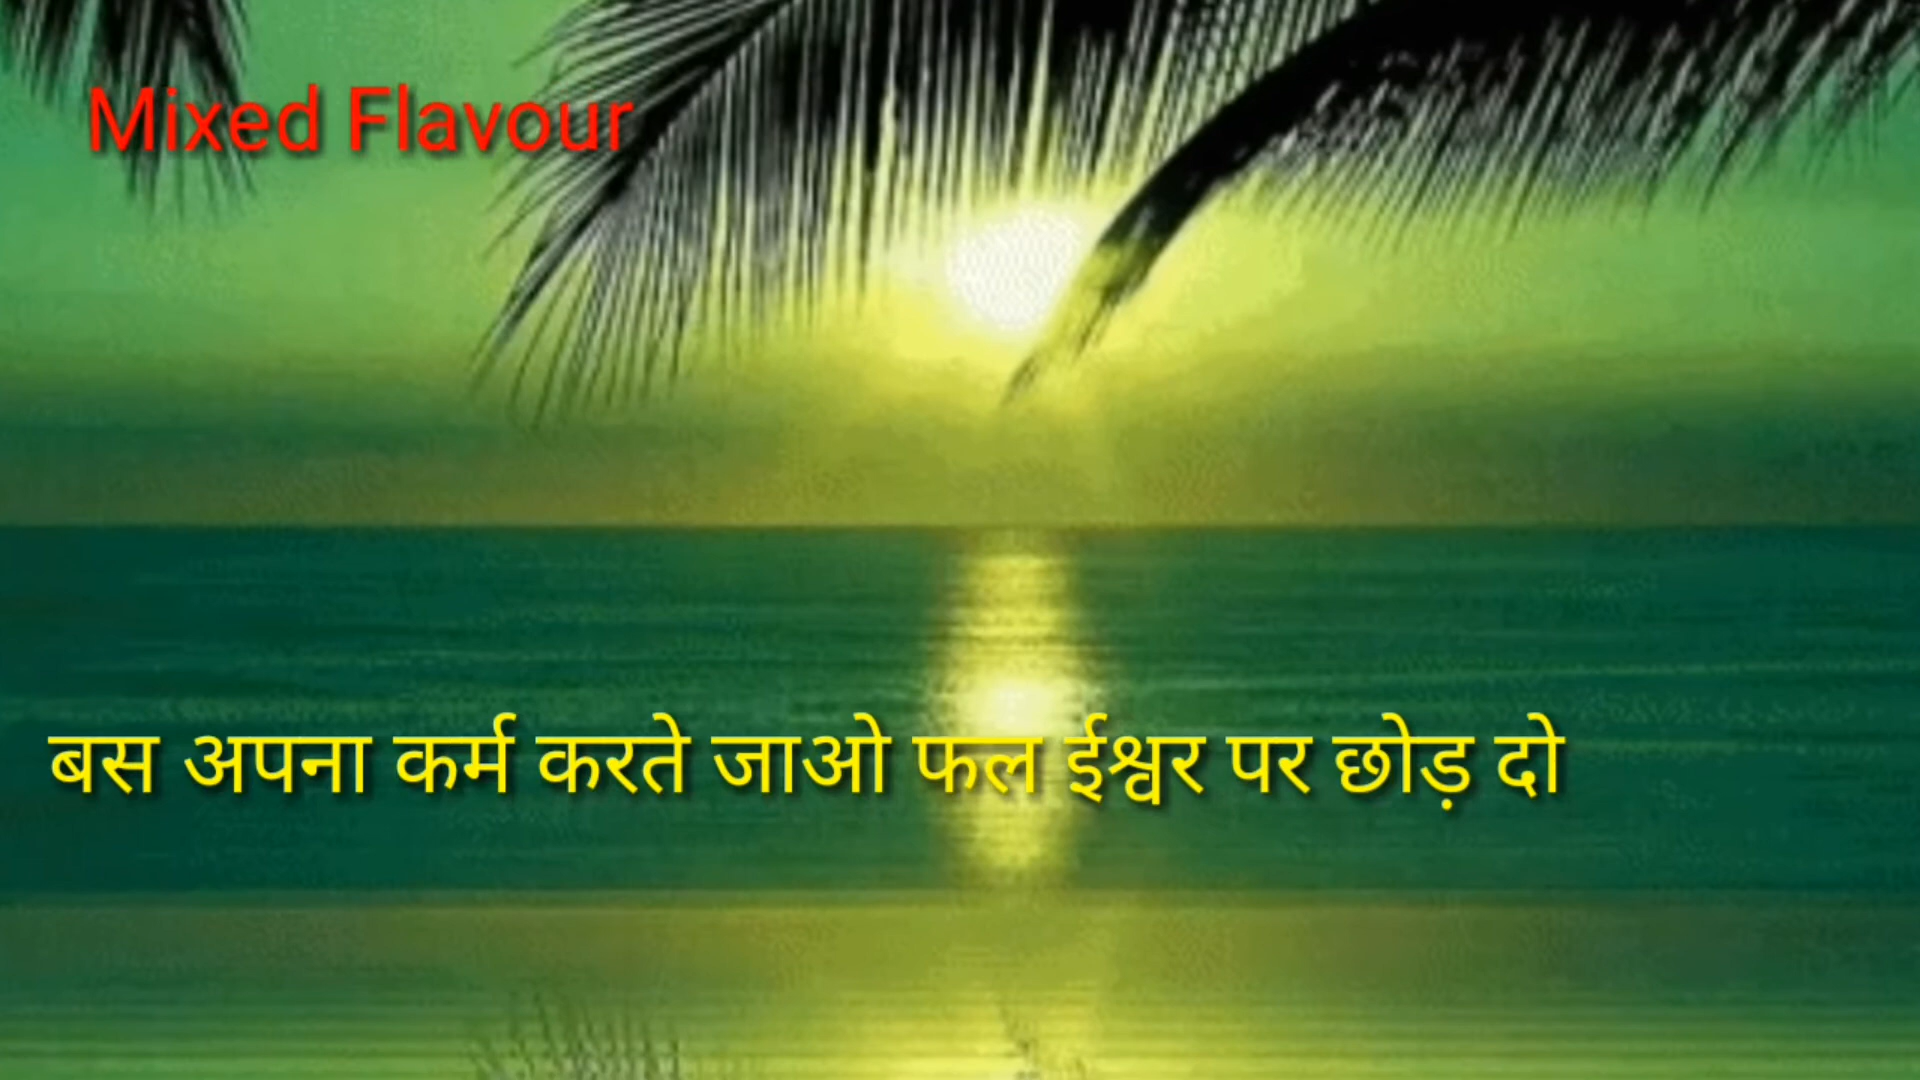 Mixed Flavour
बस अपना कर्म करते जाओ फल ईश्वर पर छोड़ दो